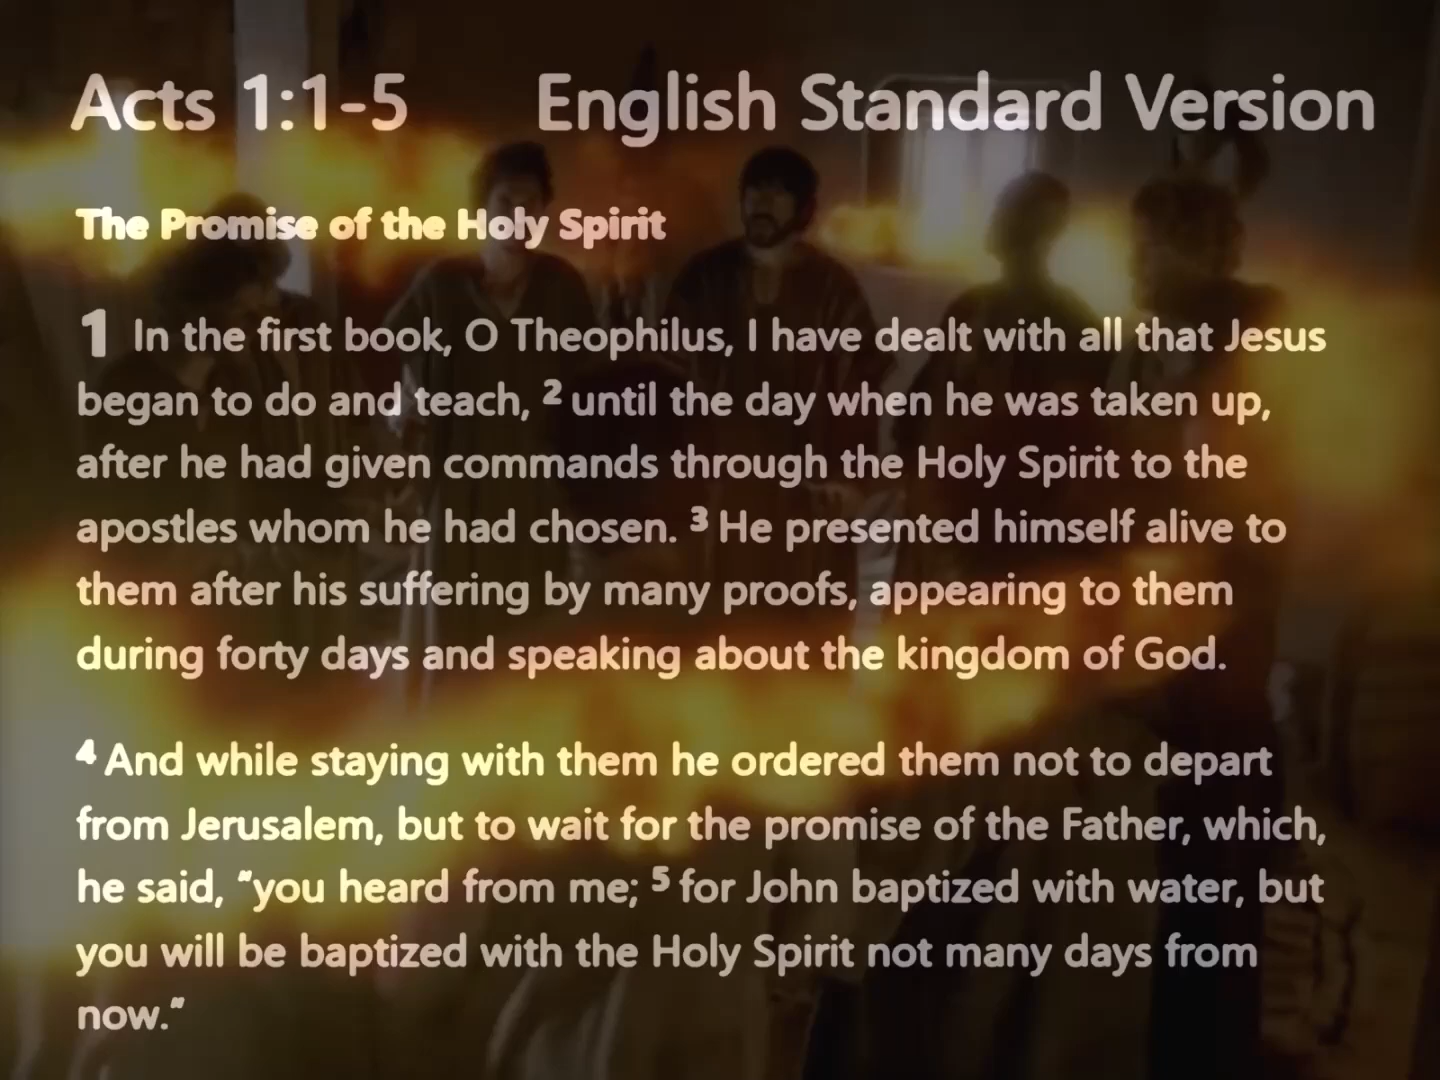 Acts 1:1-5 English Standard Version
The Promise of the Holy Spirit
1 In the first book, O Theophilus, I have dealt with all that Jesus
began to do and teach, 2 until the day when he was taken up,
after he had given commands through the Holy Spirit to the
apostles whom he had chosen. 3 He presented himself alive to
them after his suffering by many proofs, appearing to them
during forty days and speaking about the kingdom of God.
4 And while staying with them he ordered them not to depart
from Jerusalem, but to wait for the promise of the Father, which,
he said, "you heard from me; 5 for John baptized with water, but
you will be baptized with the Holy Spirit not many days from
now."